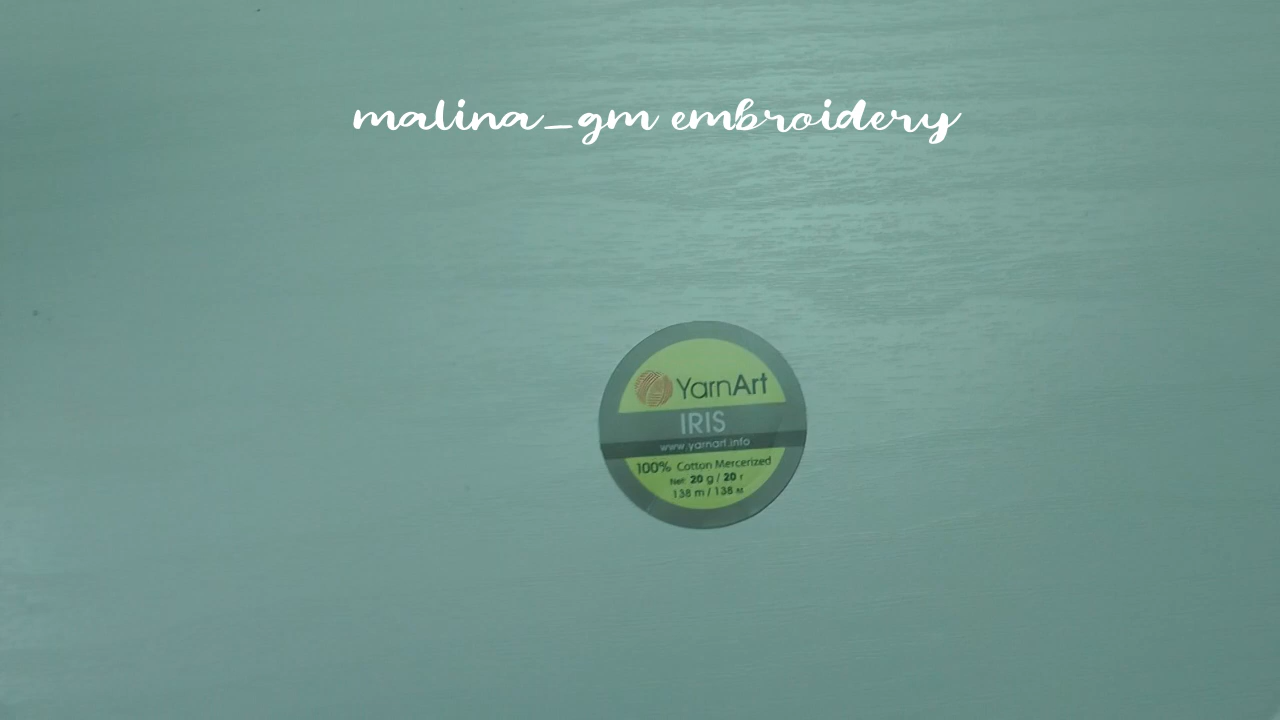 malina_gm embroidery
YarnArt
IRIS
www.yarnart.info
100% Cotton Mercerized
Net: 20 g / 20 г
138 m / 138 м